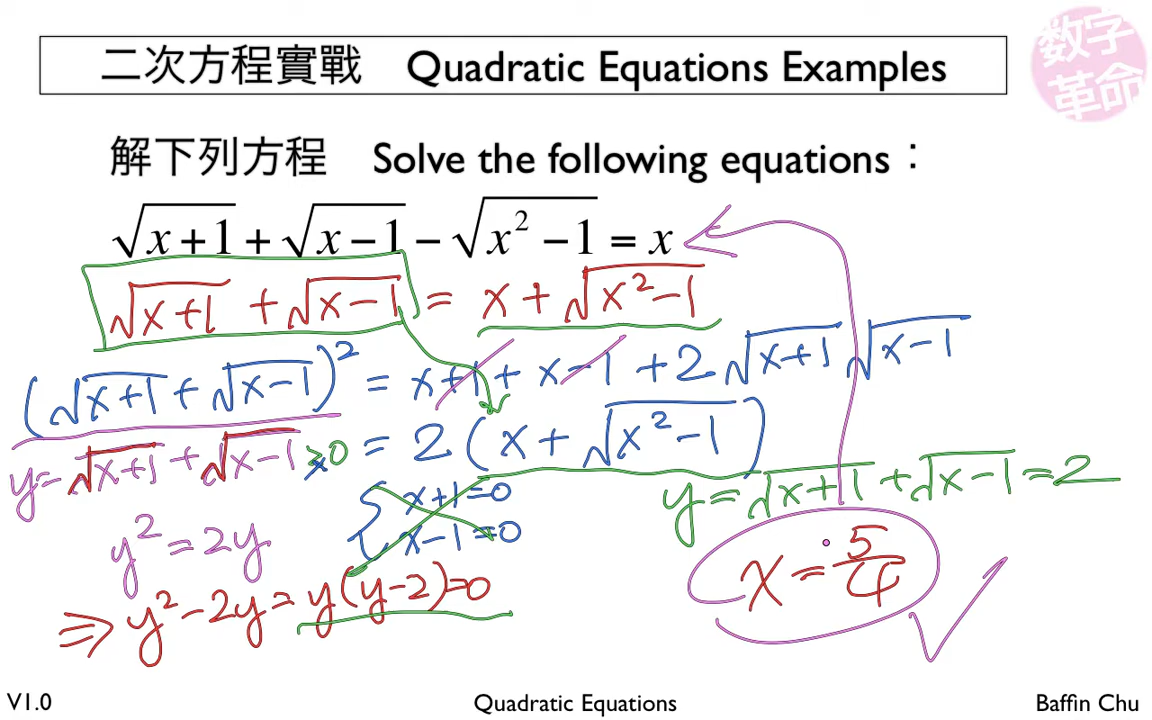 二次方程實戰 Quadratic Equations Examples
数字
革命
解下列方程 Solve the following equations：
√(x+1) + √(x−1) − √(x²−1) = x
√(x+1) + √(x−1) = x + √(x²−1)
(√(x+1) + √(x−1))² = x+1 + x−1 + 2√(x+1)√(x−1)
= 2(x + √(x²−1))
y = √(x+1) + √(x−1) ≥0
x+1=0
x−1=0
y = √(x+1) + √(x−1) = 2
y² = 2y
x = 5/4
⇒ y² − 2y = y(y−2) = 0
V1.0 Quadratic Equations Baffin Chu